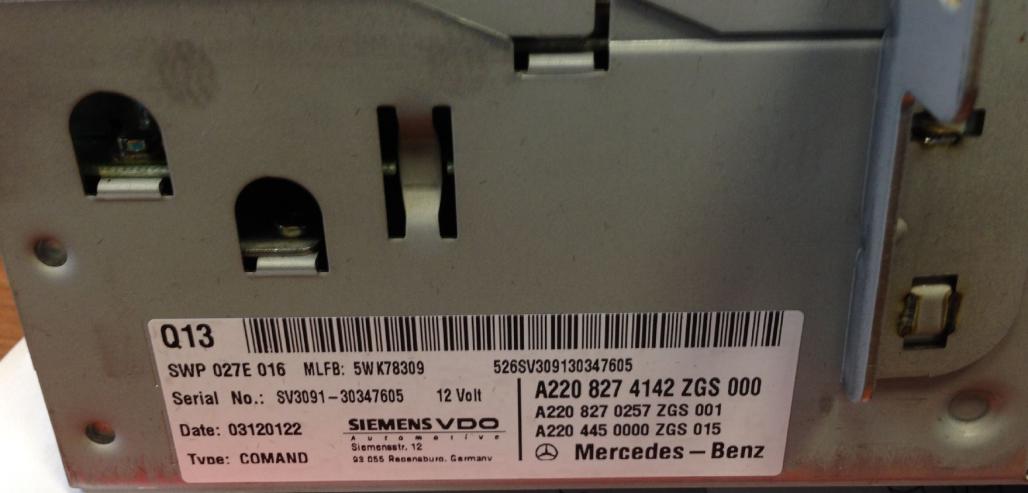 Q13
SWP 027E 016 MLFB: 5WK78309 526SV309130347605
Serial No.: SV3091-30347605 12 Volt
A220 827 4142 ZGS 000
A220 827 0257 ZGS 001
A220 445 0000 ZGS 015
Date: 03120122
SIEMENS VDO
Automotive
Siemensstr. 12
93 055 Regensburg, Germany
Type: COMAND
Mercedes-Benz